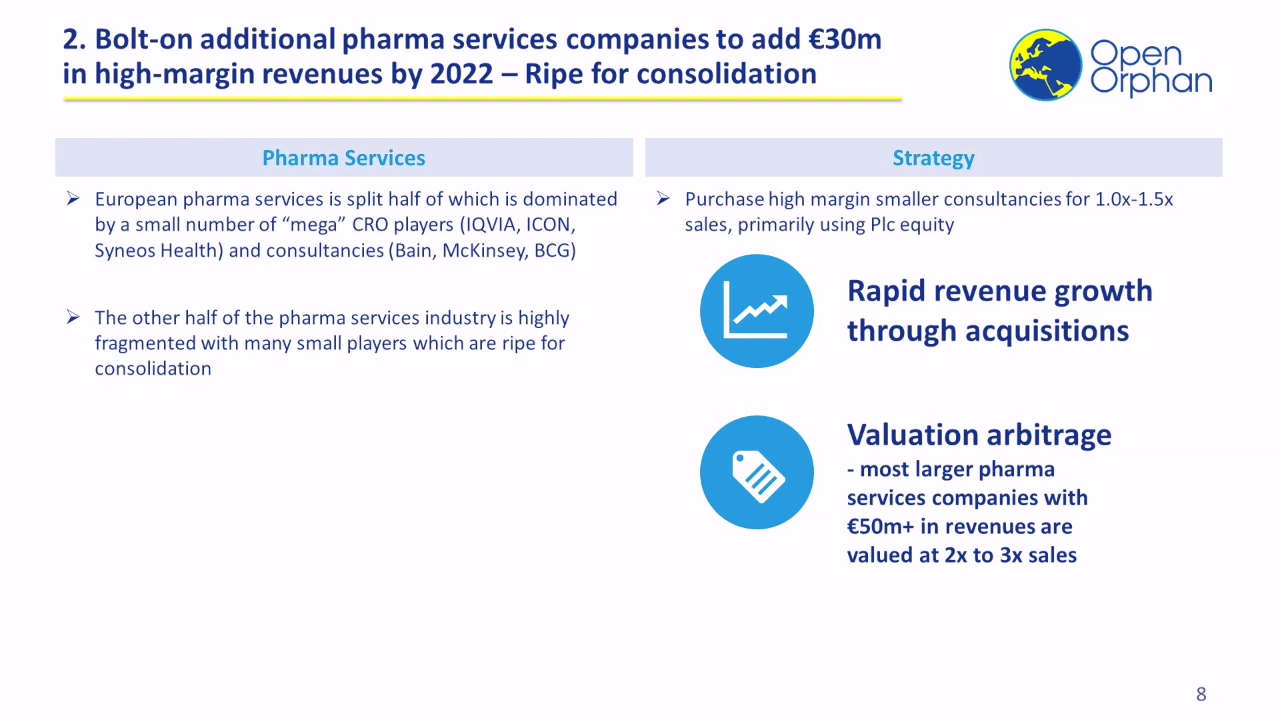 2. Bolt-on additional pharma services companies to add €30m
in high-margin revenues by 2022 – Ripe for consolidation
Open
Orphan
Pharma Services
European pharma services is split half of which is dominated
by a small number of “mega” CRO players (IQVIA, ICON,
Syneos Health) and consultancies (Bain, McKinsey, BCG)
The other half of the pharma services industry is highly
fragmented with many small players which are ripe for
consolidation
Strategy
Purchase high margin smaller consultancies for 1.0x-1.5x
sales, primarily using Plc equity
Rapid revenue growth
through acquisitions
Valuation arbitrage
- most larger pharma
services companies with
€50m+ in revenues are
valued at 2x to 3x sales
8